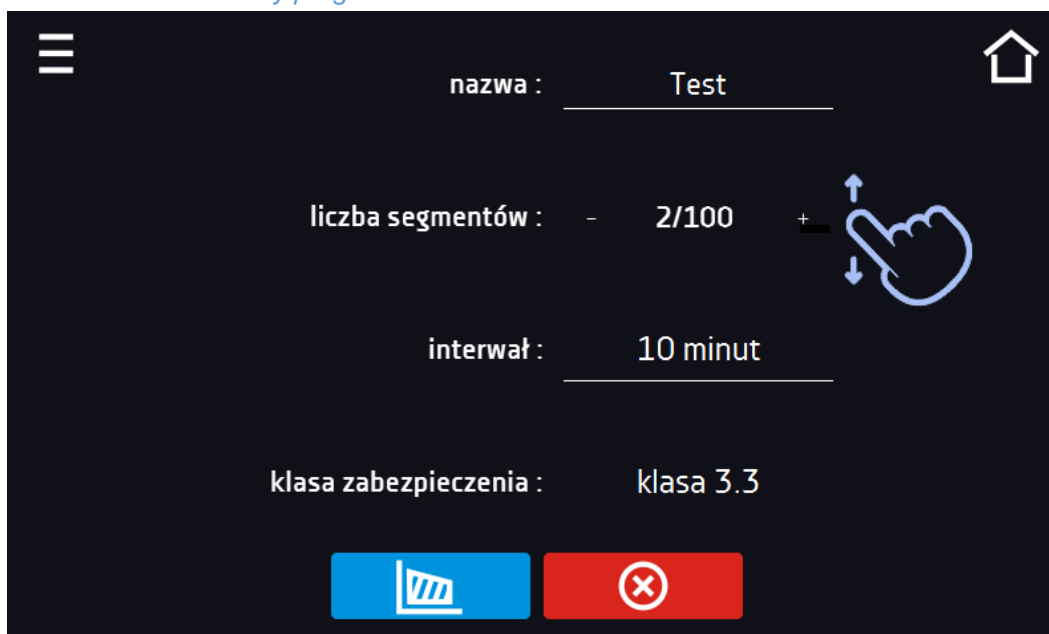 nazwa : Test
liczba segmentów : - 2/100 +
interwał : 10 minut
klasa zabezpieczenia : klasa 3.3